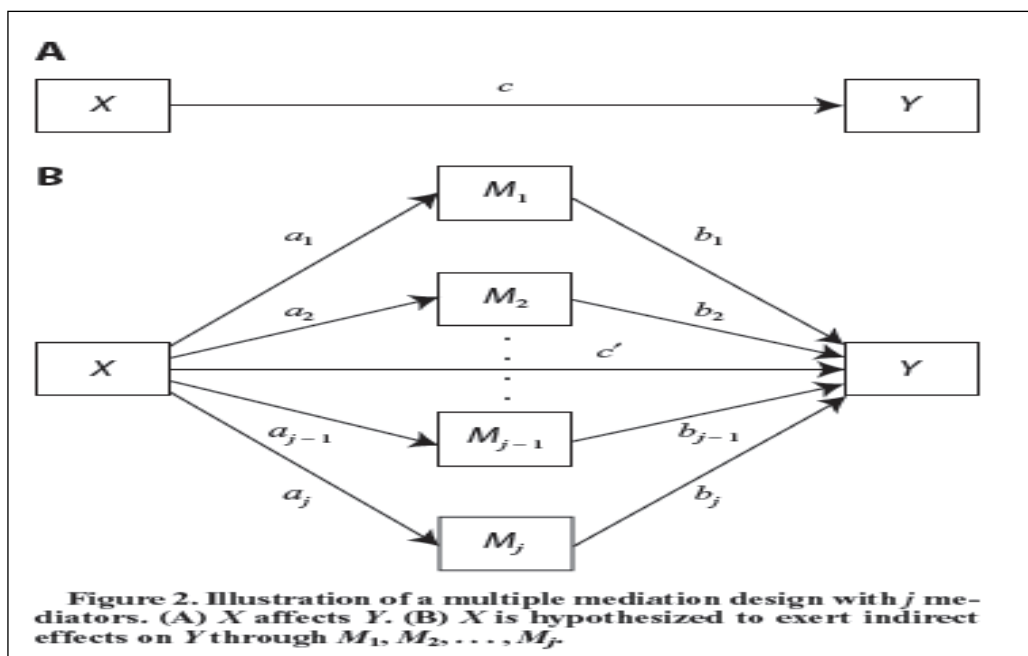 A
X
c
Y
B
M₁
a₁
b₁
M₂
a₂
b₂
X
c′
Y
Mⱼ₋₁
aⱼ₋₁
bⱼ₋₁
aⱼ
bⱼ
Mⱼ
Figure 2. Illustration of a multiple mediation design with j me-
diators. (A) X affects Y. (B) X is hypothesized to exert indirect
effects on Y through M₁, M₂, . . . , Mⱼ.